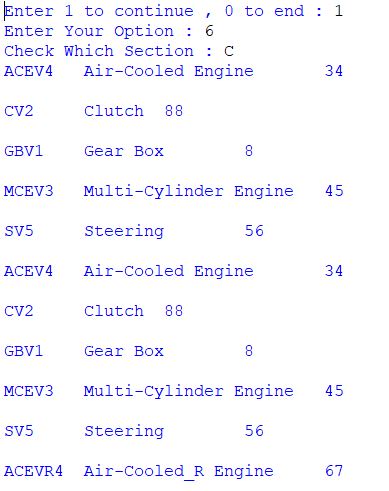 Enter 1 to continue , 0 to end : 1
Enter Your Option : 6
Check Which Section : C
ACEV4 Air-Cooled Engine 34
CV2 Clutch 88
GBV1 Gear Box 8
MCEV3 Multi-Cylinder Engine 45
SV5 Steering 56
ACEV4 Air-Cooled Engine 34
CV2 Clutch 88
GBV1 Gear Box 8
MCEV3 Multi-Cylinder Engine 45
SV5 Steering 56
ACEVR4 Air-Cooled_R Engine 67